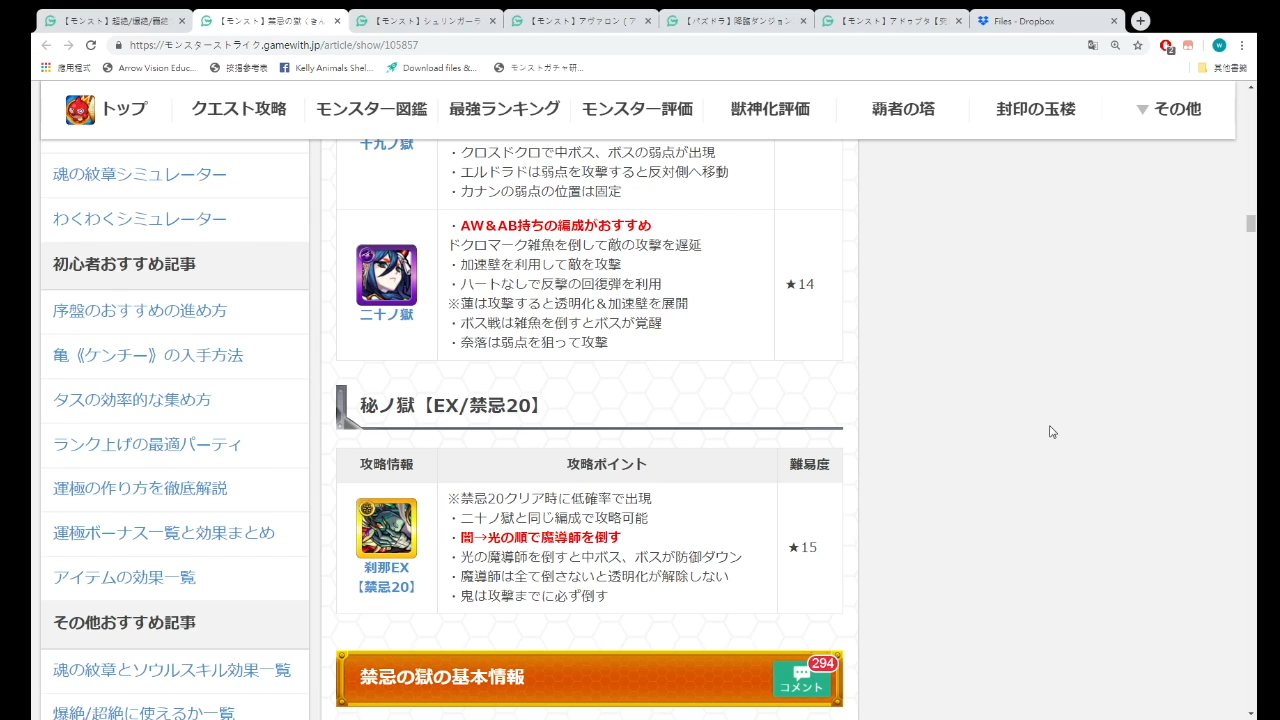 【モンスト】超絶/爆絶/轟絶
【モンスト】禁忌の獄（きん
【モンスト】シュリンガーラ
【モンスト】アヴァロン（ア
【パズドラ】降臨ダンジョン
【モンスト】アドゥブタ【究
Files - Dropbox
https://モンスターストライク.gamewith.jp/article/show/105857
應用程式
Arrow Vision Educ...
Kelly Animals Shel...
Download files &...
モンストガチャ研...
其他書籤
トップ
クエスト攻略
モンスター図鑑
最強ランキング
モンスター評価
獣神化評価
覇者の塔
封印の玉楼
その他
魂の紋章シミュレーター
わくわくシミュレーター
初心者おすすめ記事
序盤のおすすめの進め方
亀《ケンチー》の入手方法
タスの効率的な集め方
ランク上げの最適パーティ
運極の作り方を徹底解説
運極ボーナス一覧と効果まとめ
アイテムの効果一覧
その他おすすめ記事
魂の紋章とソウルスキル効果一覧
爆絶/超絶に使えるか一覧
十九ノ獄
・クロスドクロで中ボス、ボスの弱点が出現
・エルドラドは弱点を攻撃すると反対側へ移動
・カナンの弱点の位置は固定
二十ノ獄
・AW＆AB持ちの編成がおすすめ
ドクロマーク雑魚を倒して敵の攻撃を遅延
・加速壁を利用して敵を攻撃
・ハートなしで反撃の回復弾を利用
※蓮は攻撃すると透明化＆加速壁を展開
・ボス戦は雑魚を倒すとボスが覚醒
・奈落は弱点を狙って攻撃
★14
秘ノ獄【EX/禁忌20】
攻略情報
攻略ポイント
難易度
刹那EX
【禁忌20】
※禁忌20クリア時に低確率で出現
・二十ノ獄と同じ編成で攻略可能
・闇→光の順で魔導師を倒す
・光の魔導師を倒すと中ボス、ボスが防御ダウン
・魔導師は全て倒さないと透明化が解除しない
・鬼は攻撃までに必ず倒す
★15
禁忌の獄の基本情報
294
コメント